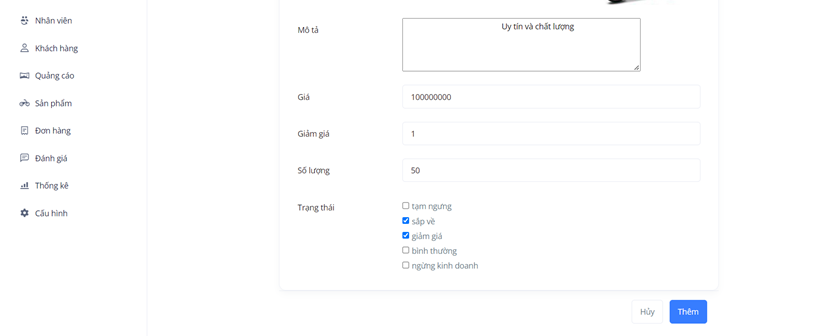 Nhân viên
Khách hàng
Quảng cáo
Sản phẩm
Đơn hàng
Đánh giá
Thống kê
Cấu hình
Mô tả
Uy tín và chất lượng
Giá
100000000
Giảm giá
1
Số lượng
50
Trạng thái
tạm ngưng
sắp về
giảm giá
bình thường
ngừng kinh doanh
Hủy
Thêm